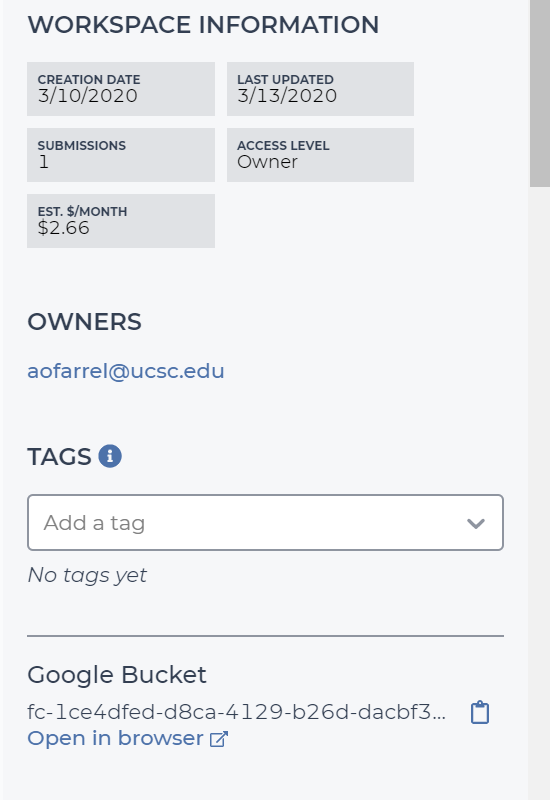 WORKSPACE INFORMATION
CREATION DATE
3/10/2020
LAST UPDATED
3/13/2020
SUBMISSIONS
1
ACCESS LEVEL
Owner
EST. $/MONTH
$2.66
OWNERS
aofarrel@ucsc.edu
TAGS
Add a tag
No tags yet
Google Bucket
fc-1ce4dfed-d8ca-4129-b26d-dacbf3...
Open in browser